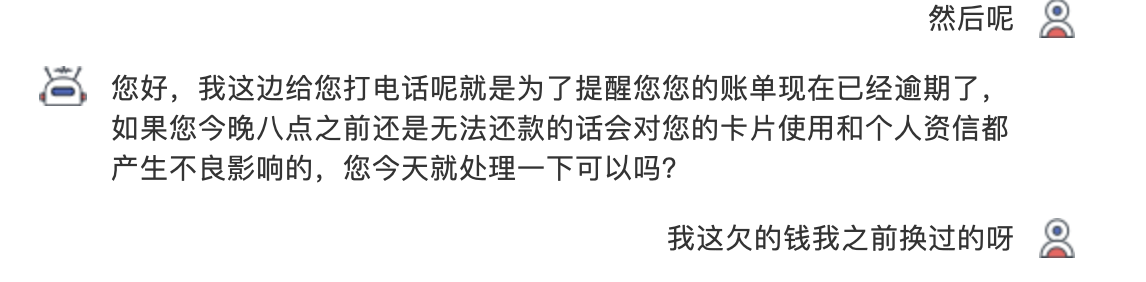 然后呢
您好，我这边给您打电话呢就是为了提醒您您的账单现在已经逾期了，
如果您今晚八点之前还是无法还款的话会对您的卡片使用和个人资信都
产生不良影响的，您今天就处理一下可以吗？
我这欠的钱我之前换过的呀